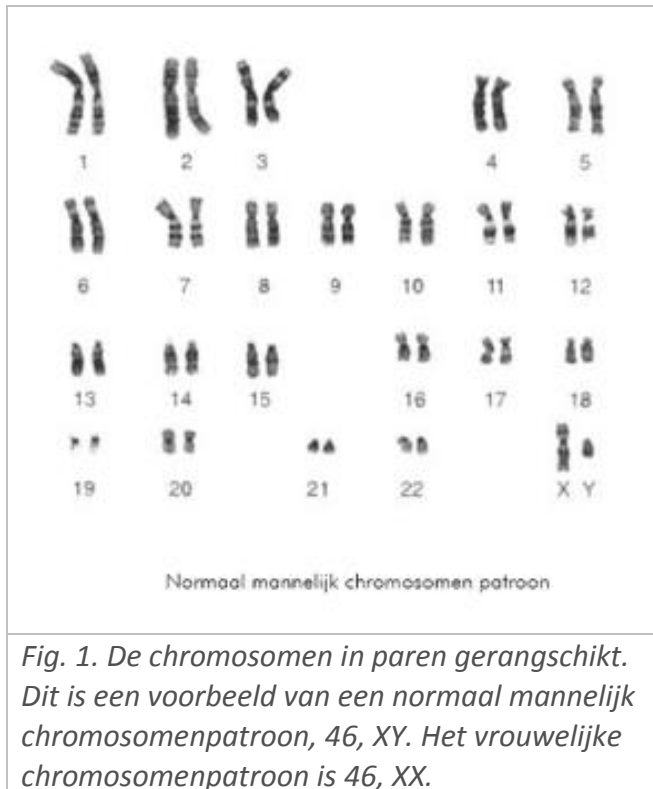 1 2 3 4 5
6 7 8 9 10 11 12
13 14 15 16 17 18
19 20 21 22 X Y
Normaal mannelijk chromosomen patroon
Fig. 1. De chromosomen in paren gerangschikt.
Dit is een voorbeeld van een normaal mannelijk
chromosomenpatroon, 46, XY. Het vrouwelijke
chromosomenpatroon is 46, XX.